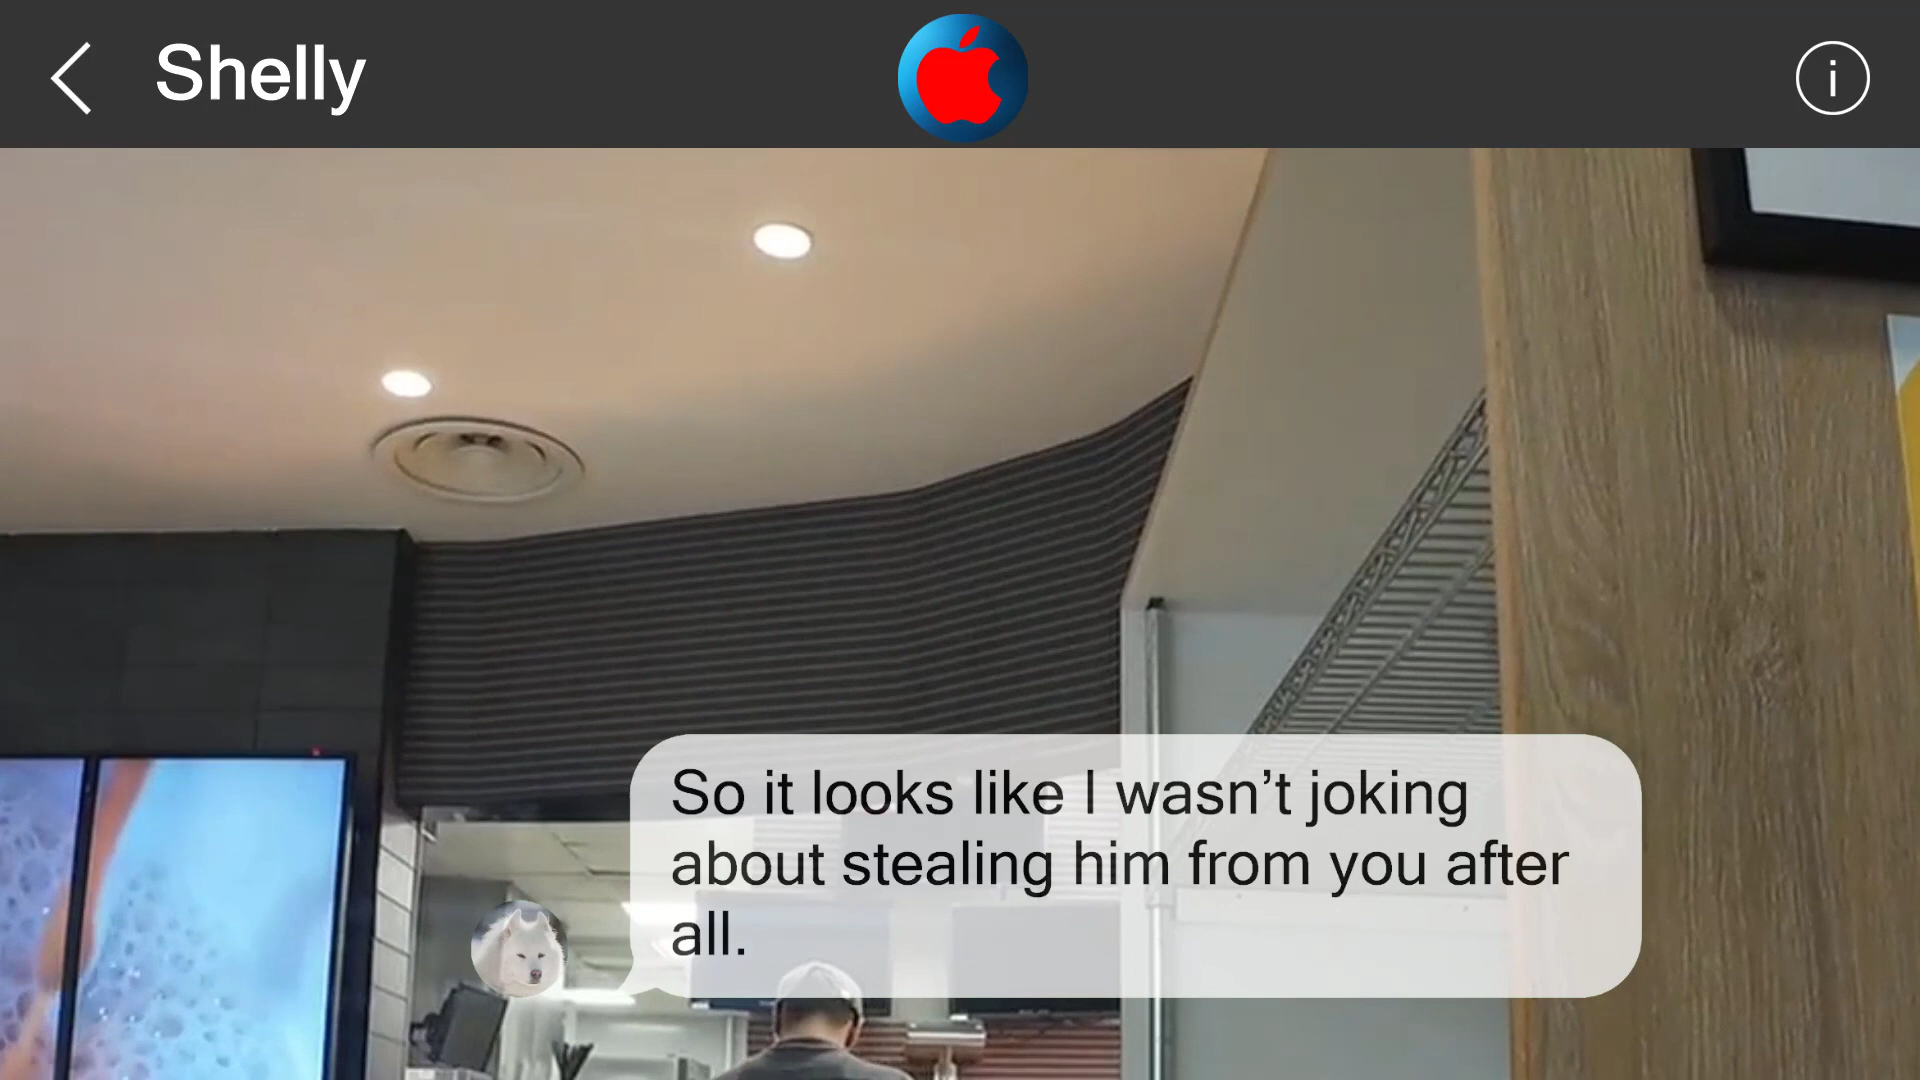 Shelly
i
So it looks like I wasn’t joking
about stealing him from you after
all.